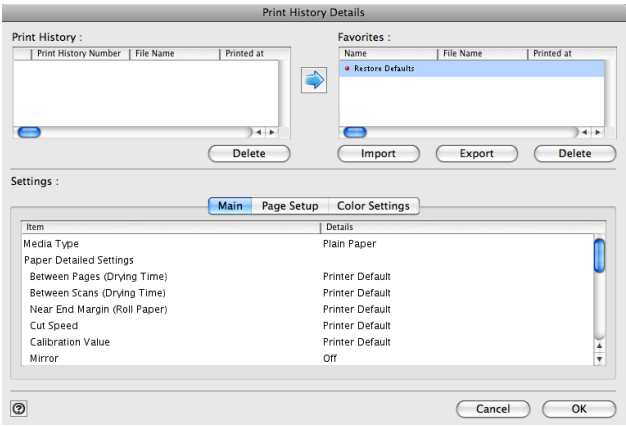 Print History Details
Print History : Favorites :
Print History Number File Name Printed at Name File Name Printed at
Restore Defaults
Delete Import Export Delete
Settings :
Main Page Setup Color Settings
Item Details
Media Type Plain Paper
Paper Detailed Settings
Between Pages (Drying Time) Printer Default
Between Scans (Drying Time) Printer Default
Near End Margin (Roll Paper) Printer Default
Cut Speed Printer Default
Calibration Value Printer Default
Mirror Off
? Cancel OK